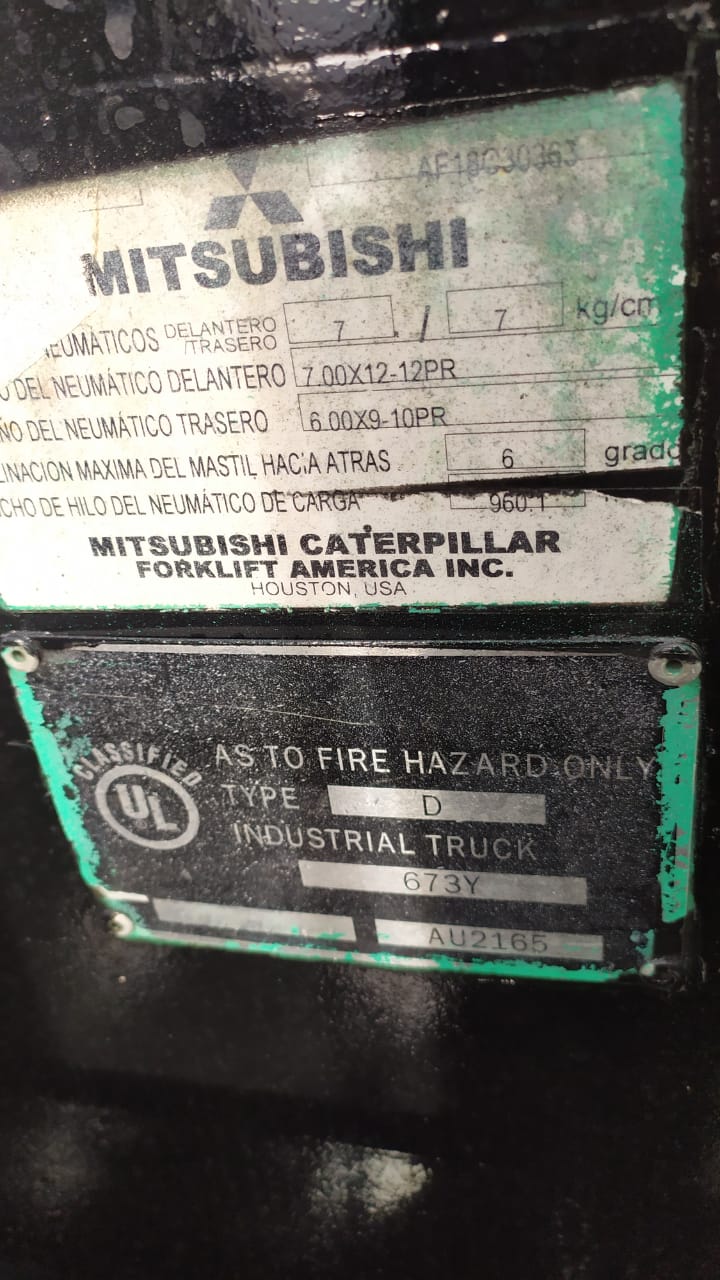 AF18C30363
MITSUBISHI
NEUMÁTICOS DELANTERO /TRASERO 7 / 7 kg/cm
DEL NEUMÁTICO DELANTERO 7.00X12-12PR
ÑO DEL NEUMÁTICO TRASERO 6.00X9-10PR
LINACION MAXIMA DEL MASTIL HACIA ATRAS 6 grado
CHO DE HILO DEL NEUMÁTICO DE CARGA 960.1
MITSUBISHI CATERPILLAR
FORKLIFT AMERICA INC.
HOUSTON, USA
CLASSIFIED UL
AS TO FIRE HAZARD ONLY
TYPE D
INDUSTRIAL TRUCK
673Y
AU2165